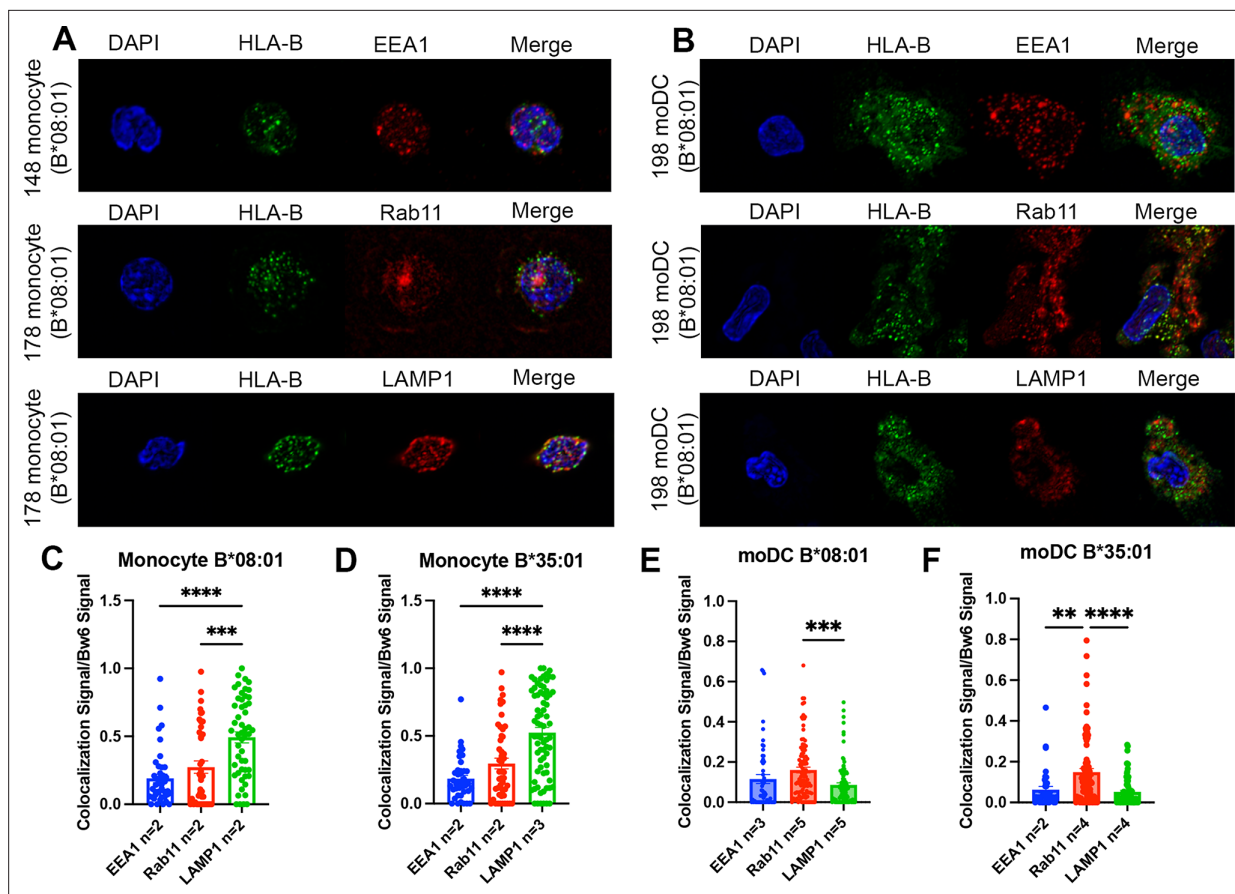 A
DAPI HLA-B EEA1 Merge
148 monocyte
(B*08:01)
DAPI HLA-B Rab11 Merge
178 monocyte
(B*08:01)
DAPI HLA-B LAMP1 Merge
178 monocyte
(B*08:01)
B
DAPI HLA-B EEA1 Merge
198 moDC
(B*08:01)
DAPI HLA-B Rab11 Merge
198 moDC
(B*08:01)
DAPI HLA-B LAMP1 Merge
198 moDC
(B*08:01)
C
Monocyte B*08:01
Colocalization Signal/Bw6 Signal
1.5
1.0
0.5
0.0
****
***
EEA1 n=2
Rab11 n=2
LAMP1 n=2
D
Monocyte B*35:01
Colocalization Signal/Bw6 Signal
1.5
1.0
0.5
0.0
****
****
EEA1 n=2
Rab11 n=2
LAMP1 n=3
E
moDC B*08:01
Colocalization Signal/Bw6 Signal
1.0
0.8
0.6
0.4
0.2
0.0
***
EEA1 n=3
Rab11 n=5
LAMP1 n=5
F
moDC B*35:01
Colocalization Signal/Bw6 Signal
1.0
0.8
0.6
0.4
0.2
0.0
** ****
EEA1 n=2
Rab11 n=4
LAMP1 n=4